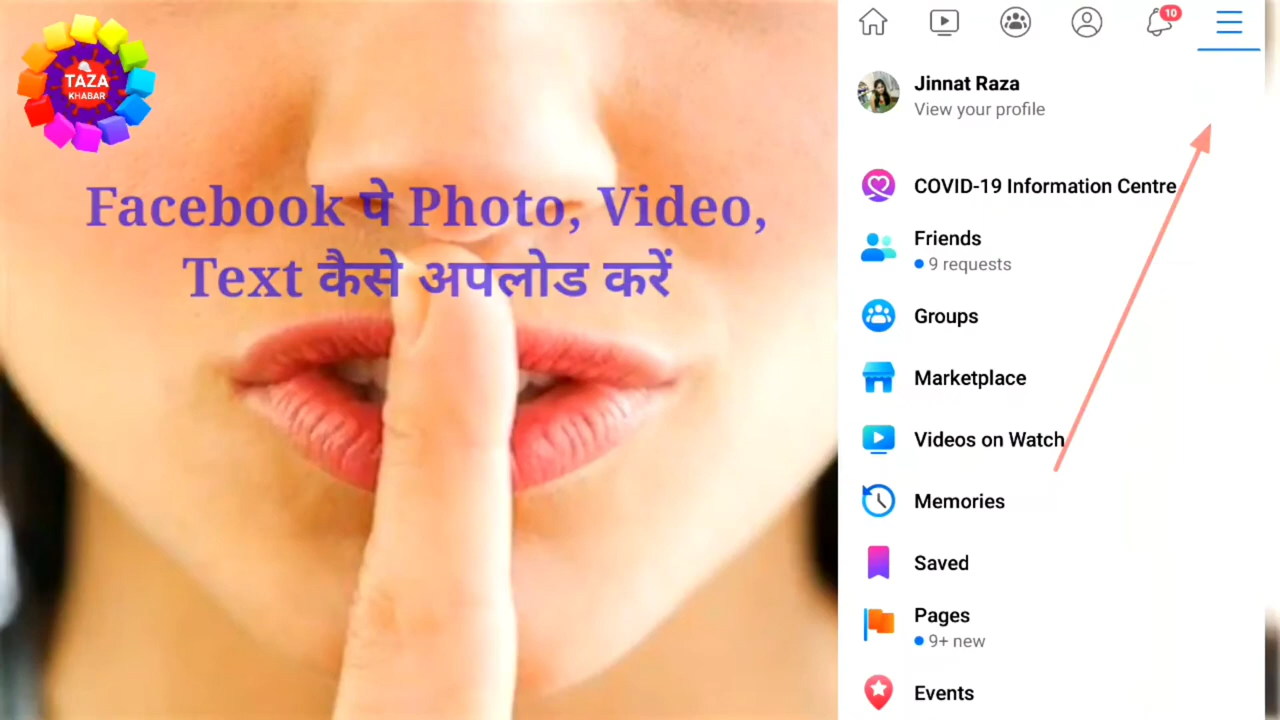 TAZA
KHABAR
Facebook पे Photo, Video,
Text कैसे अपलोड करें
10
Jinnat Raza
View your profile
COVID-19 Information Centre
Friends
9 requests
Groups
Marketplace
Videos on Watch
Memories
Saved
Pages
9+ new
Events